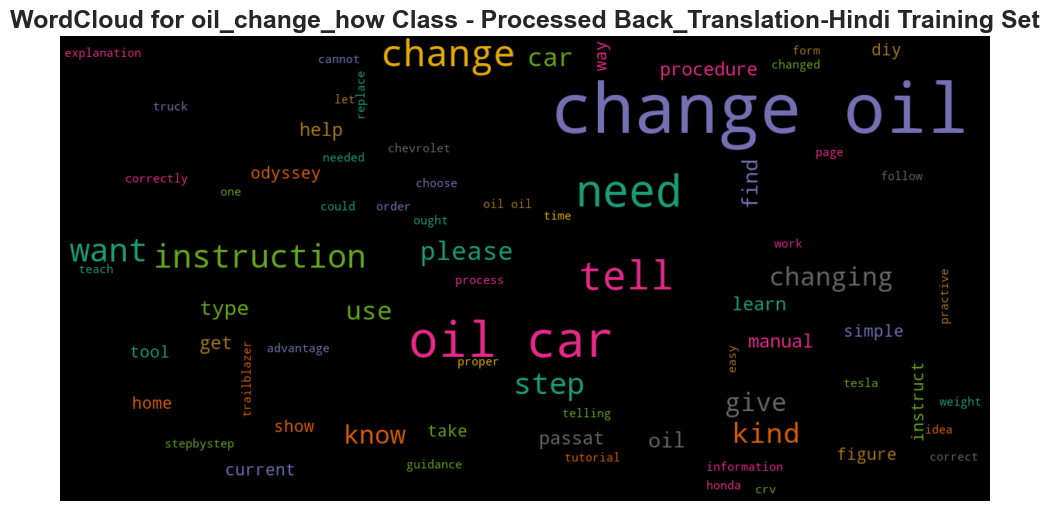 WordCloud for oil_change_how Class - Processed Back_Translation-Hindi Training Set
explanation
cannot
change
car
way
procedure
form
changed
diy
truck
let
replace
help
change oil
needed
chevrolet
page
correctly
odyssey
one
choose
need
find
follow
could
order
oil oil
time
ought
want
teach
instruction
please
process
tell
work
changing
practive
type
use
learn
simple
tool
get
trailblazer
advantage
oil car
proper
manual
easy
step
tesla
instruct
weight
home
give
telling
show
know
take
passat
oil
kind
idea
stepbystep
current
guidance
tutorial
figure
correct
information
honda
crv